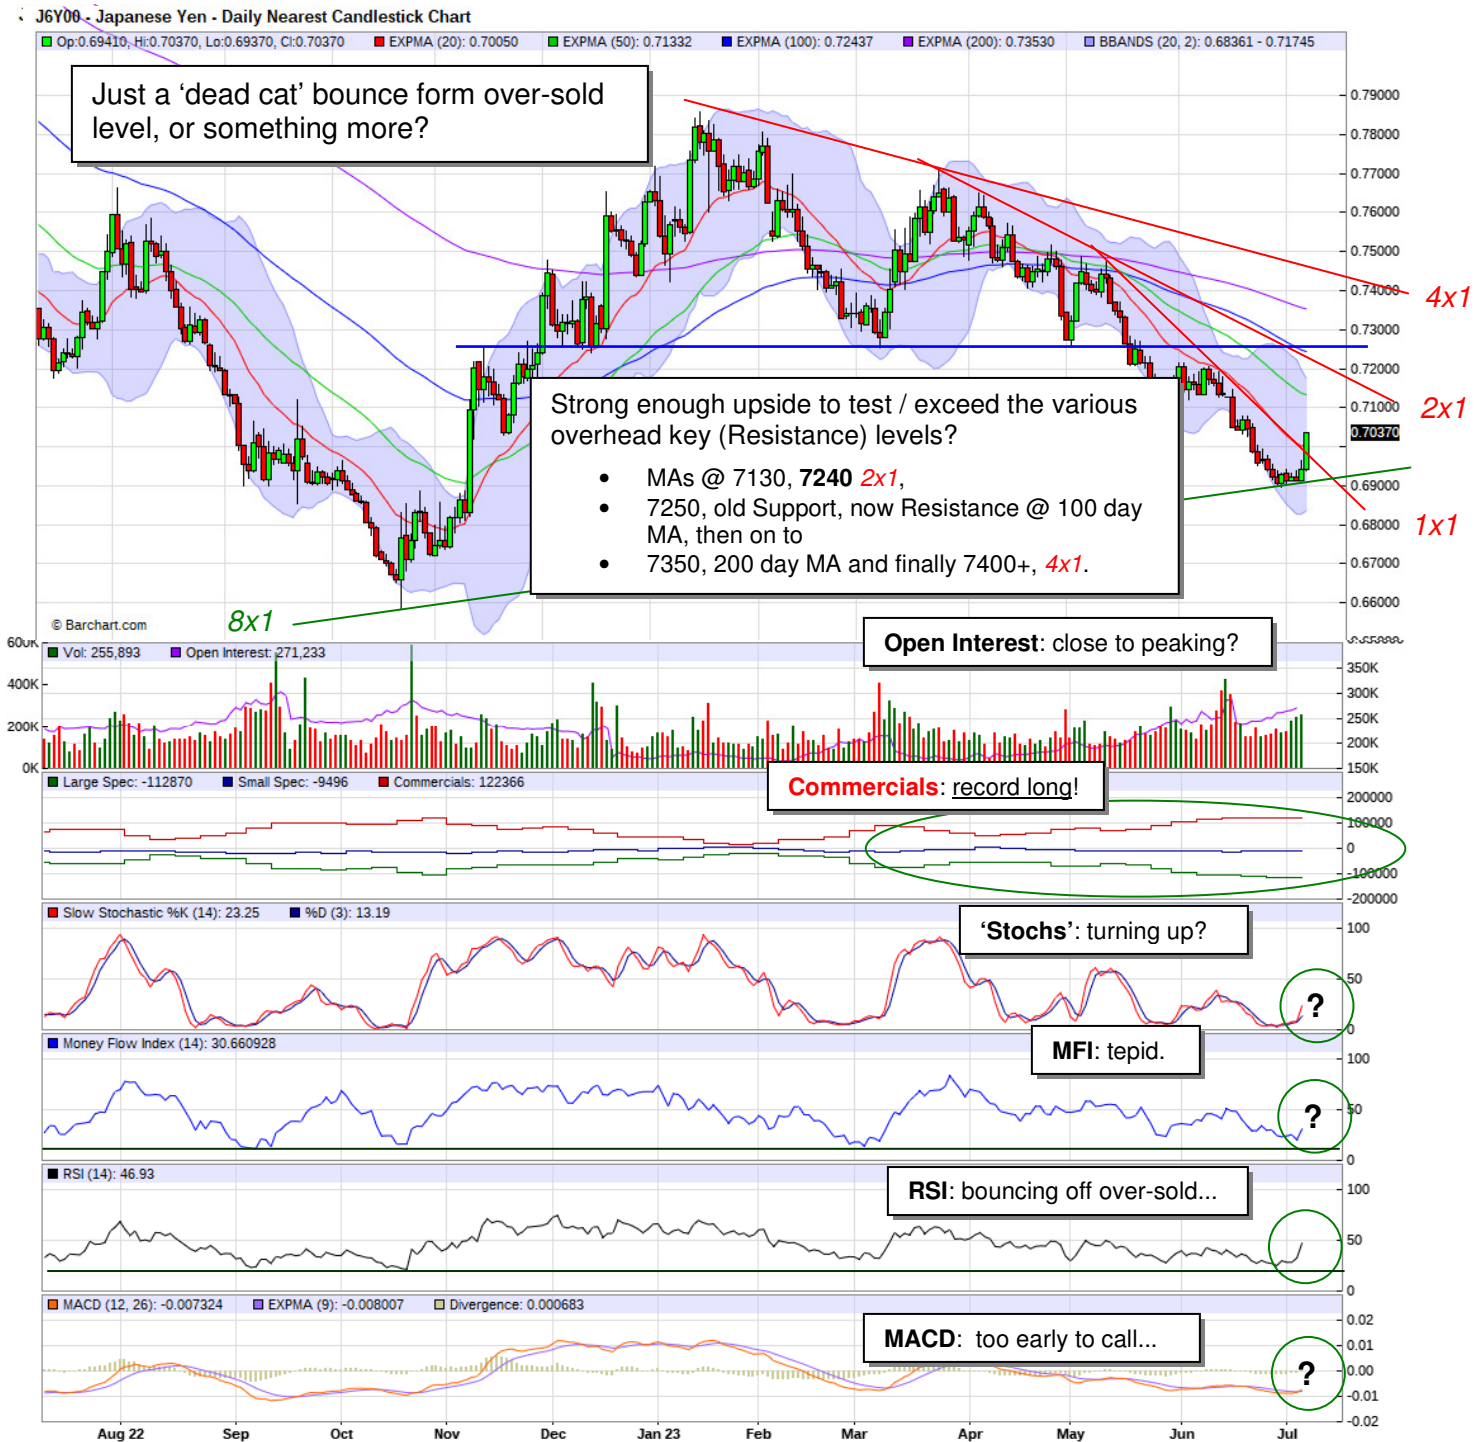 J6Y00 - Japanese Yen - Daily Nearest Candlestick Chart
Op:0.69410, Hi:0.70370, Lo:0.69370, Cl:0.70370 EXPMA (20): 0.70050 EXPMA (50): 0.71332 EXPMA (100): 0.72437 EXPMA (200): 0.73530 BBANDS (20, 2): 0.68361 - 0.71745
Just a ‘dead cat’ bounce form over-sold
level, or something more?
0.79000
0.78000
0.77000
0.76000
0.75000
0.74000
4x1
0.73000
0.72000
0.71000
2x1
0.70370
0.69000
0.68000
1x1
0.67000
0.66000
Strong enough upside to test / exceed the various
overhead key (Resistance) levels?
• MAs @ 7130, 7240 2x1,
• 7250, old Support, now Resistance @ 100 day
MA, then on to
• 7350, 200 day MA and finally 7400+, 4x1.
8x1
© Barchart.com
Open Interest: close to peaking?
Vol: 255,893 Open Interest: 271,233
600K
400K
200K
0K
350K
300K
250K
200K
150K
Commercials: record long!
Large Spec: -112870 Small Spec: -9496 Commercials: 122366
200000
100000
0
-100000
-200000
Slow Stochastic %K (14): 23.25 %D (3): 13.19
‘Stochs’: turning up?
100
50
0
?
Money Flow Index (14): 30.660928
MFI: tepid.
100
50
0
?
RSI (14): 46.93
RSI: bouncing off over-sold...
100
50
0
MACD (12, 26): -0.007324 EXPMA (9): -0.008007 Divergence: 0.000683
MACD: too early to call...
0.02
0.01
0.00
-0.01
-0.02
?
Aug 22 Sep Oct Nov Dec Jan 23 Feb Mar Apr May Jun Jul